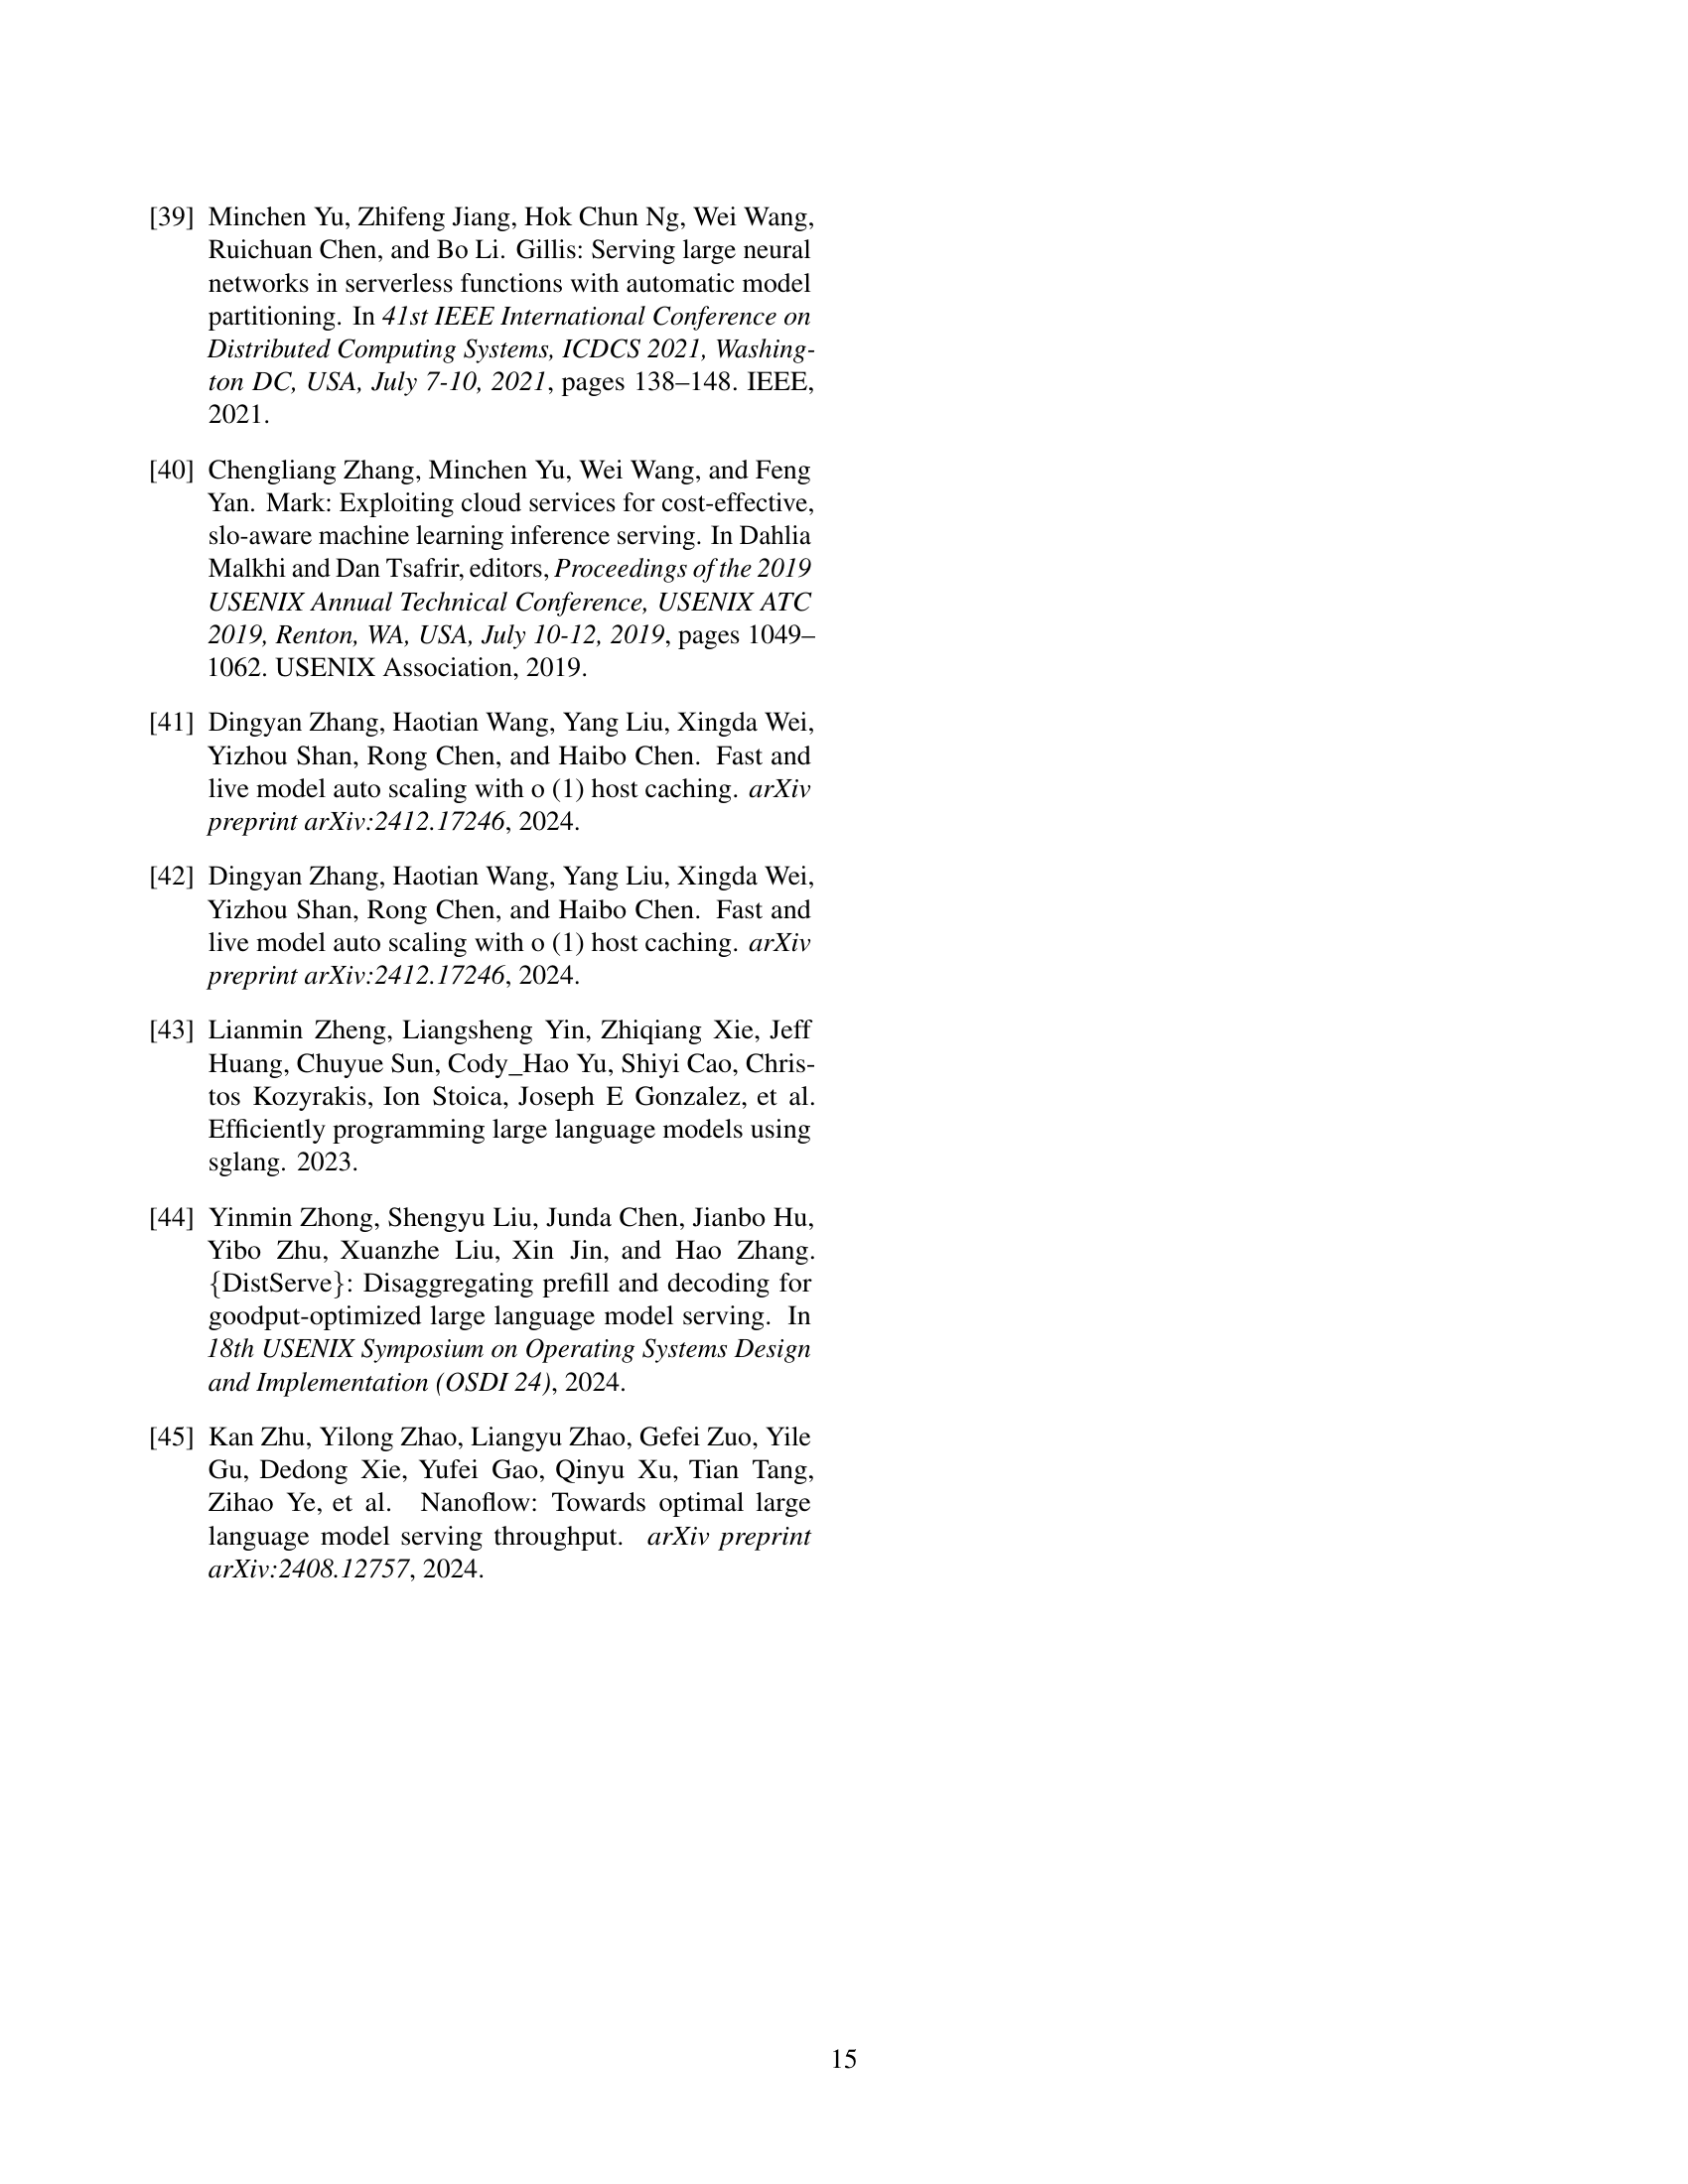 [39] Minchen Yu, Zhifeng Jiang, Hok Chun Ng, Wei Wang,
Ruichuan Chen, and Bo Li. Gillis: Serving large neural
networks in serverless functions with automatic model
partitioning. In 41st IEEE International Conference on
Distributed Computing Systems, ICDCS 2021, Washing-
ton DC, USA, July 7-10, 2021, pages 138–148. IEEE,
2021.
[40] Chengliang Zhang, Minchen Yu, Wei Wang, and Feng
Yan. Mark: Exploiting cloud services for cost-effective,
slo-aware machine learning inference serving. In Dahlia
Malkhi and Dan Tsafrir, editors, Proceedings of the 2019
USENIX Annual Technical Conference, USENIX ATC
2019, Renton, WA, USA, July 10-12, 2019, pages 1049–
1062. USENIX Association, 2019.
[41] Dingyan Zhang, Haotian Wang, Yang Liu, Xingda Wei,
Yizhou Shan, Rong Chen, and Haibo Chen. Fast and
live model auto scaling with o (1) host caching. arXiv
preprint arXiv:2412.17246, 2024.
[42] Dingyan Zhang, Haotian Wang, Yang Liu, Xingda Wei,
Yizhou Shan, Rong Chen, and Haibo Chen. Fast and
live model auto scaling with o (1) host caching. arXiv
preprint arXiv:2412.17246, 2024.
[43] Lianmin Zheng, Liangsheng Yin, Zhiqiang Xie, Jeff
Huang, Chuyue Sun, Cody_Hao Yu, Shiyi Cao, Chris-
tos Kozyrakis, Ion Stoica, Joseph E Gonzalez, et al.
Efficiently programming large language models using
sglang. 2023.
[44] Yinmin Zhong, Shengyu Liu, Junda Chen, Jianbo Hu,
Yibo Zhu, Xuanzhe Liu, Xin Jin, and Hao Zhang.
{DistServe}: Disaggregating prefill and decoding for
goodput-optimized large language model serving. In
18th USENIX Symposium on Operating Systems Design
and Implementation (OSDI 24), 2024.
[45] Kan Zhu, Yilong Zhao, Liangyu Zhao, Gefei Zuo, Yile
Gu, Dedong Xie, Yufei Gao, Qinyu Xu, Tian Tang,
Zihao Ye, et al. Nanoflow: Towards optimal large
language model serving throughput. arXiv preprint
arXiv:2408.12757, 2024.
15